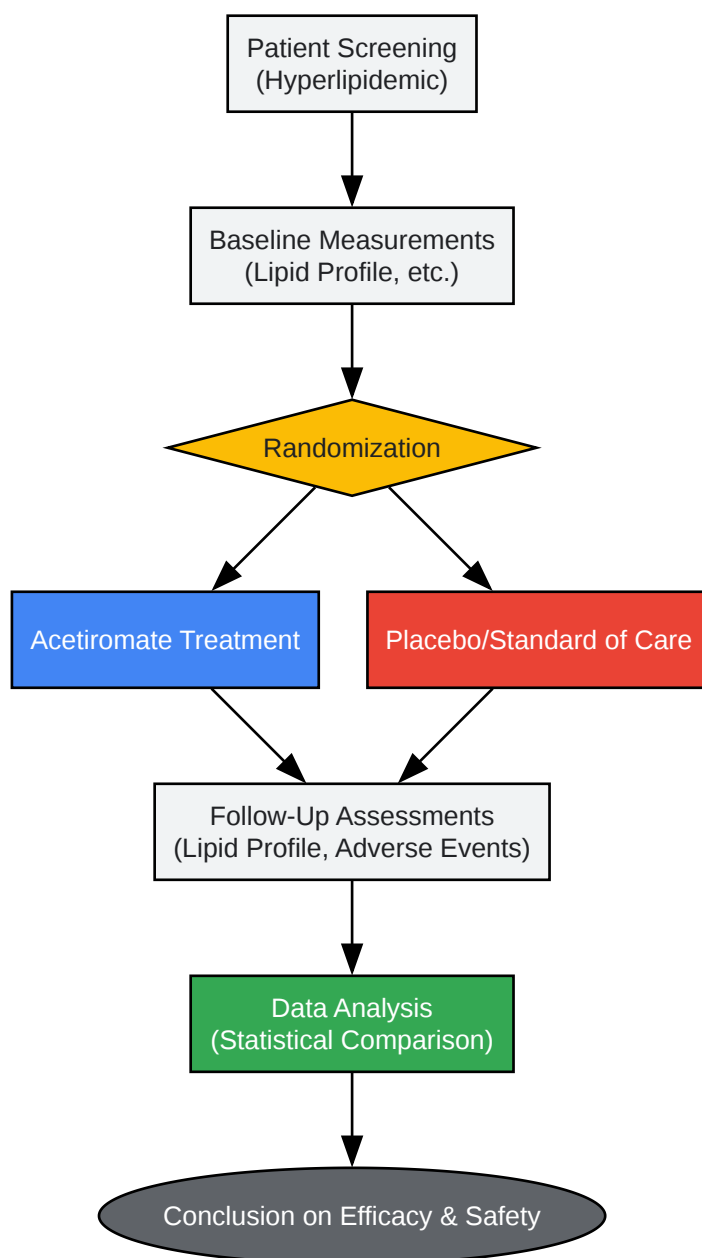 Patient Screening
(Hyperlipidemic)
Baseline Measurements
(Lipid Profile, etc.)
Randomization
Acetiromate Treatment
Placebo/Standard of Care
Follow-Up Assessments
(Lipid Profile, Adverse Events)
Data Analysis
(Statistical Comparison)
Conclusion on Efficacy & Safety